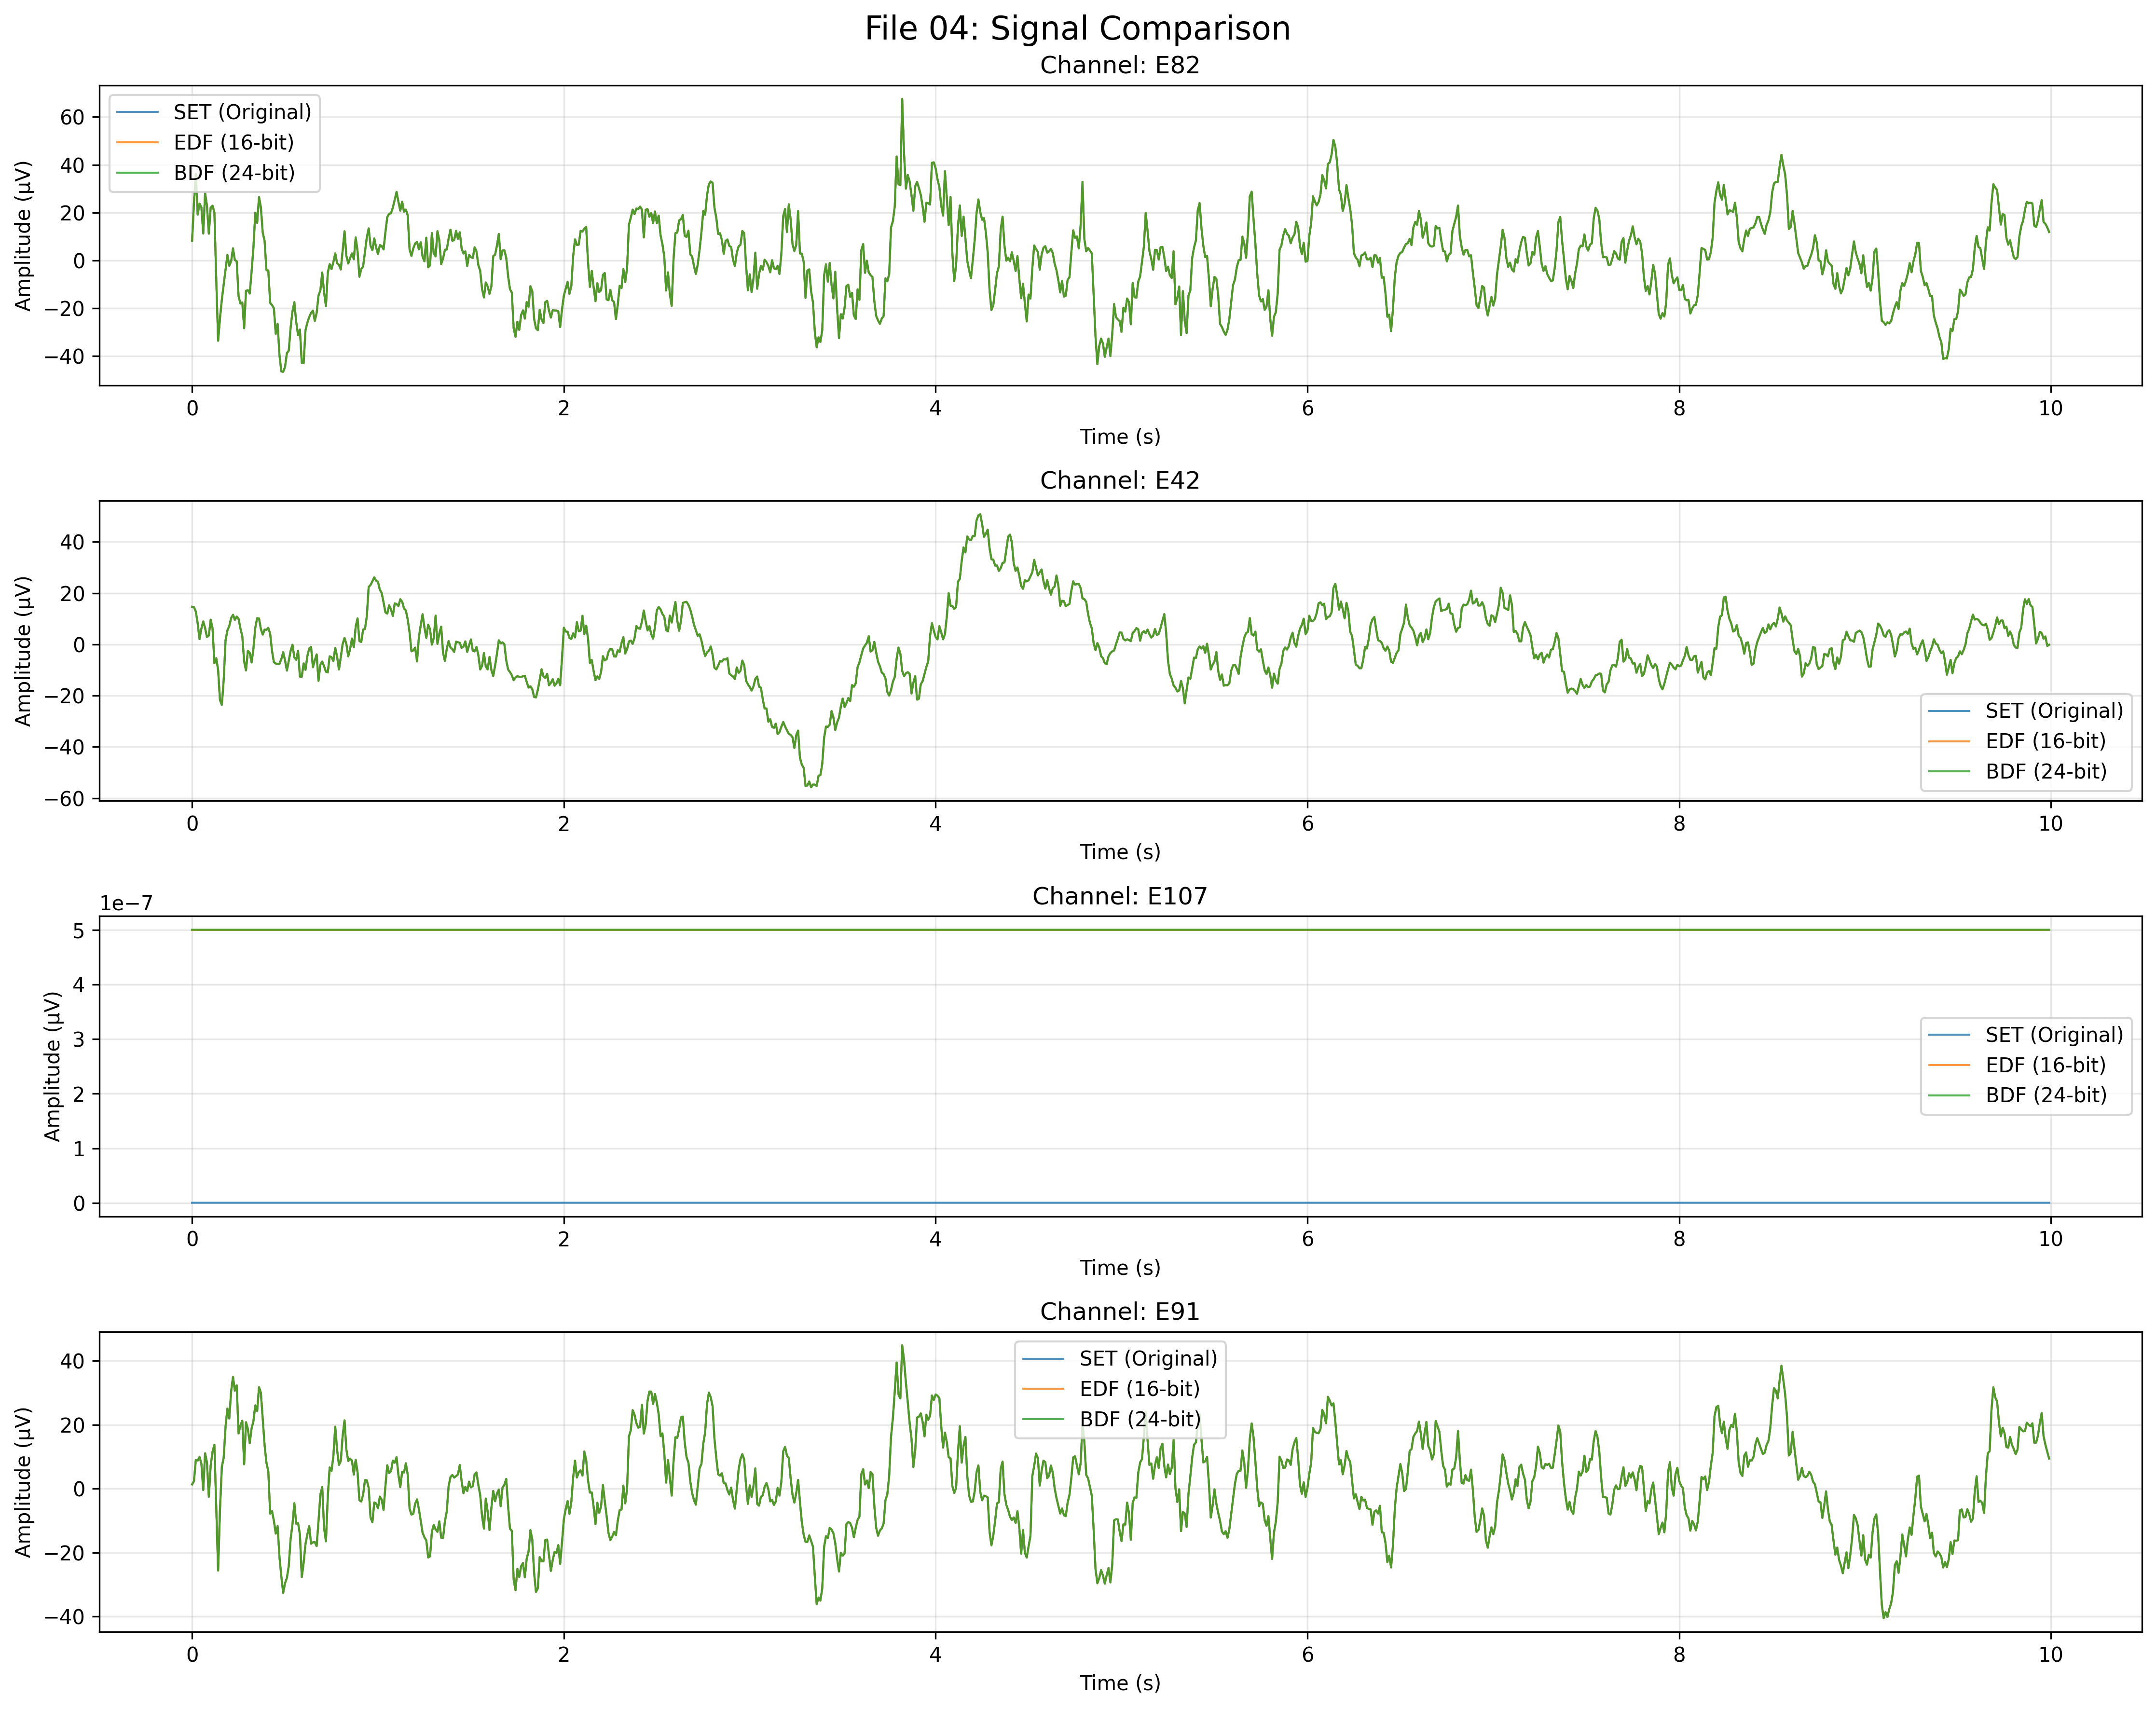 File 04: Signal Comparison
Channel: E82
SET (Original)
EDF (16-bit)
BDF (24-bit)
Amplitude (µV)
60
40
20
0
−20
−40
0 2 4 6 8 10
Time (s)
Channel: E42
Amplitude (µV)
40
20
0
−20
−40
−60
SET (Original)
EDF (16-bit)
BDF (24-bit)
0 2 4 6 8 10
Time (s)
Channel: E107
1e−7
Amplitude (µV)
5
4
3
2
1
0
SET (Original)
EDF (16-bit)
BDF (24-bit)
0 2 4 6 8 10
Time (s)
Channel: E91
SET (Original)
EDF (16-bit)
BDF (24-bit)
Amplitude (µV)
40
20
0
−20
−40
0 2 4 6 8 10
Time (s)